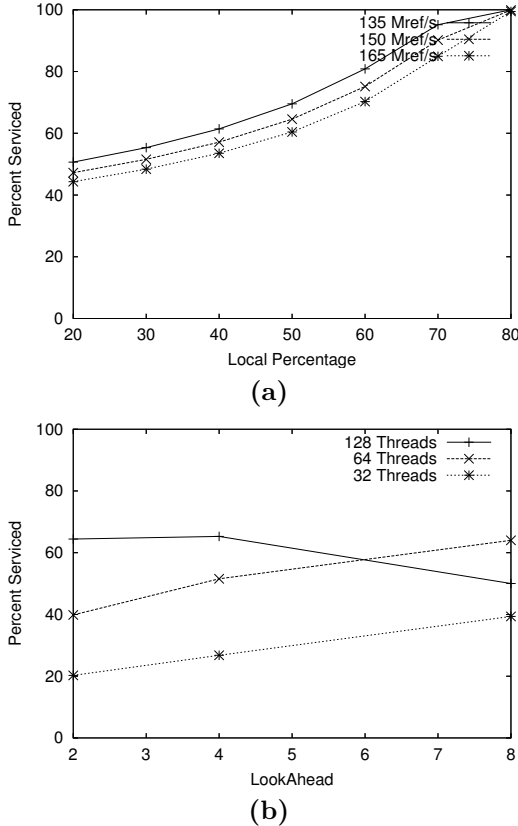 100
80
60
40
20
0
Percent Serviced
135 Mref/s
150 Mref/s
165 Mref/s
20 30 40 50 60 70 80
Local Percentage
(a)
100
80
60
40
20
0
Percent Serviced
128 Threads
64 Threads
32 Threads
2 3 4 5 6 7 8
LookAhead
(b)